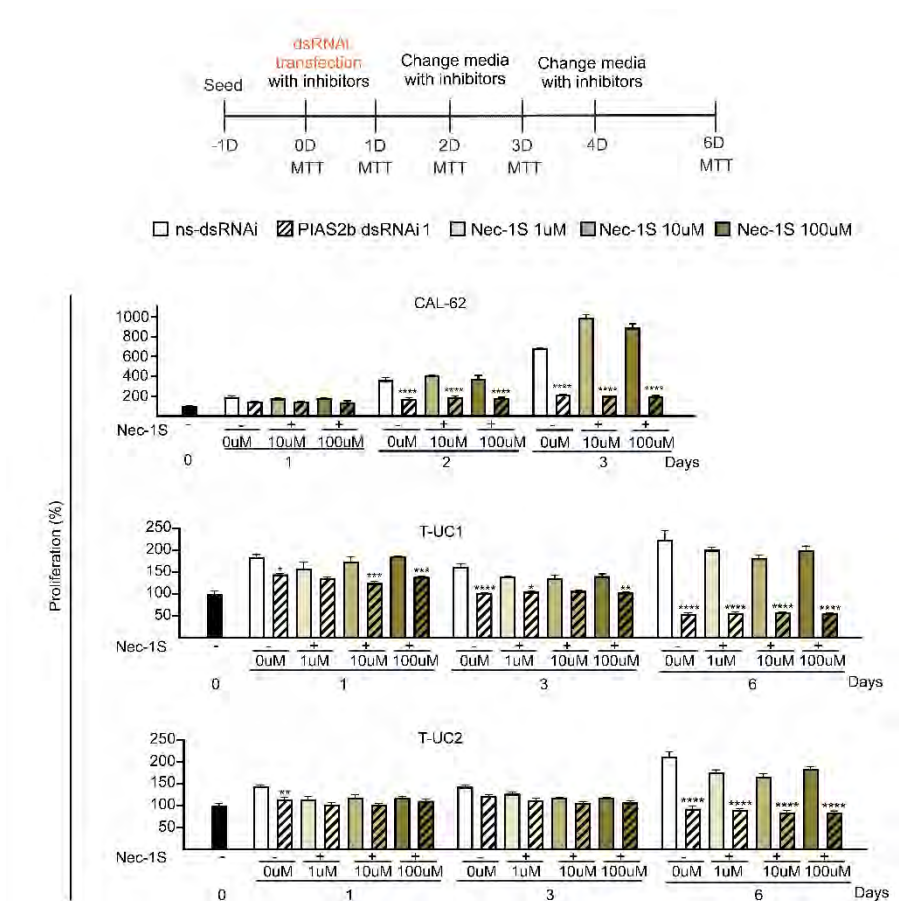 dsRNAi
transfection
with inhibitors
Change media
with inhibitors
Change media
with inhibitors
Seed
-1D 0D 1D 2D 3D 4D 6D
MTT MTT MTT MTT MTT
ns-dsRNAi PIAS2b dsRNAi 1 Nec-1S 1uM Nec-1S 10uM Nec-1S 100uM
Proliferation (%)
CAL-62
1000
800
600
400
200
**** **** **** **** **** ****
Nec-1S - - + + - + + - + +
0uM 10uM 100uM 0uM 10uM 100uM 0uM 10uM 100uM
0 1 2 3 Days
T-UC1
250
200
150
100
50
* *** *** **** * ** **** **** **** ****
Nec-1S - - + + + - + + + - + + +
0uM 1uM 10uM 100uM 0uM 1uM 10uM 100uM 0uM 1uM 10uM 100uM
0 1 3 6 Days
T-UC2
250
200
150
100
50
** **** **** **** ****
Nec-1S - - + + + - + + + - + + +
0uM 1uM 10uM 100uM 0uM 1uM 10uM 100uM 0uM 1uM 10uM 100uM
0 1 3 6 Days